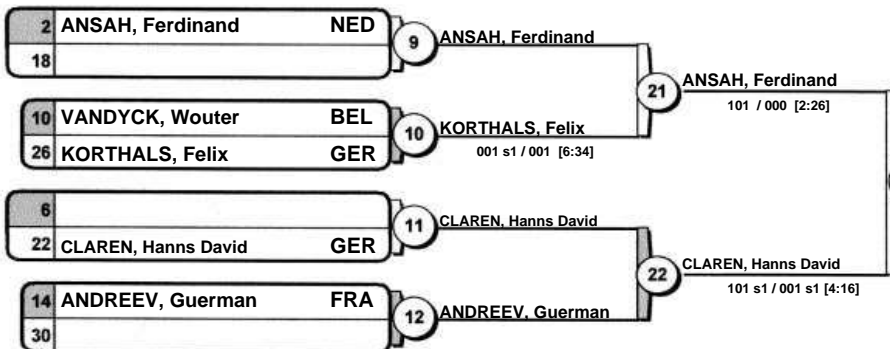 2 ANSAH, Ferdinand NED
18
9 ANSAH, Ferdinand
10 VANDYCK, Wouter BEL
26 KORTHALS, Felix GER
10 KORTHALS, Felix
001 s1 / 001 [6:34]
21 ANSAH, Ferdinand
101 / 000 [2:26]
6
22 CLAREN, Hanns David GER
11 CLAREN, Hanns David
14 ANDREEV, Guerman FRA
30
12 ANDREEV, Guerman
22 CLAREN, Hanns David
101 s1 / 001 s1 [4:16]